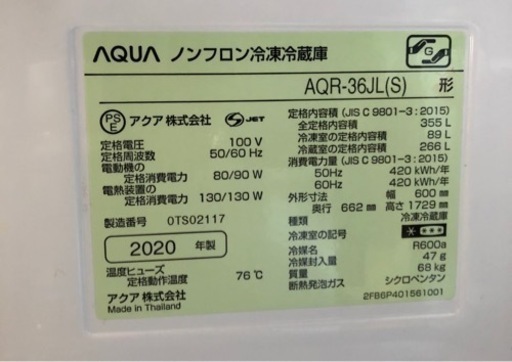 AQUA ノンフロン冷凍冷蔵庫
G
AQR-36JL(S) 形
PS E アクア株式会社 S JET
定格電圧 100 V
定格周波数 50/60 Hz
電動機の
定格消費電力 80/90 W
電熱装置の
定格消費電力 130/130 W
製造番号 0TS02117
2020 年製
温度ヒューズ
定格動作温度 76℃
アクア株式会社
Made in Thailand
定格内容積 (JIS C 9801-3:2015)
全定格内容積 355 L
冷凍室の定格内容積 89 L
冷蔵室の定格内容積 266 L
消費電力量 (JIS C 9801-3:2015)
50Hz 420 kWh/年
60Hz 420 kWh/年
外形寸法 幅 600 mm
奥行 662 mm 高さ 1729 mm
種類 冷凍冷蔵庫
冷凍室の記号
冷媒名 R600a
冷媒封入量 47 g
質量 68 kg
断熱発泡ガス シクロペンタン
2FB6P401561001